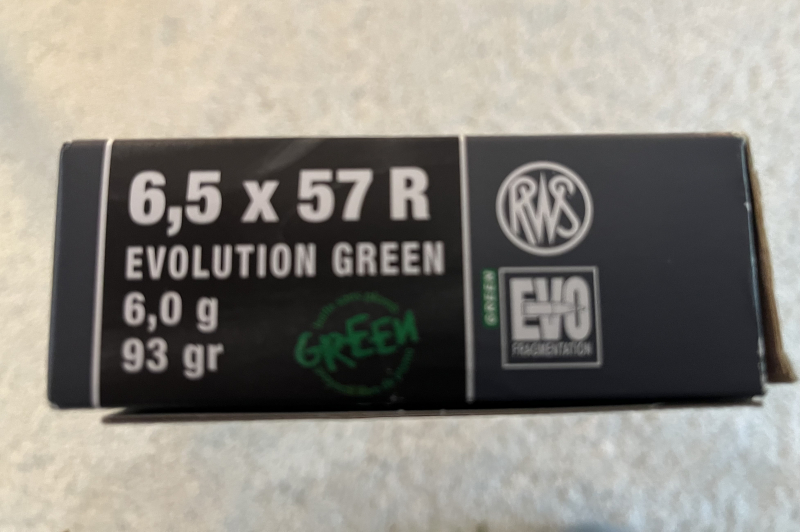 6,5 x 57 R
EVOLUTION GREEN
6,0 g
93 gr
GREEN
RWS
GREEN
EVO
FRAGMENTATION